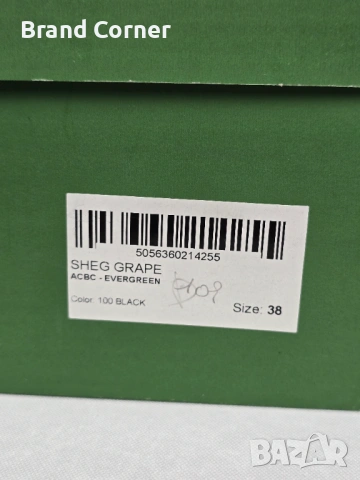 Brand Corner
5056360214255
SHEG GRAPE
ACBC - EVERGREEN
Color: 100 BLACK
Size: 38
BAZAR